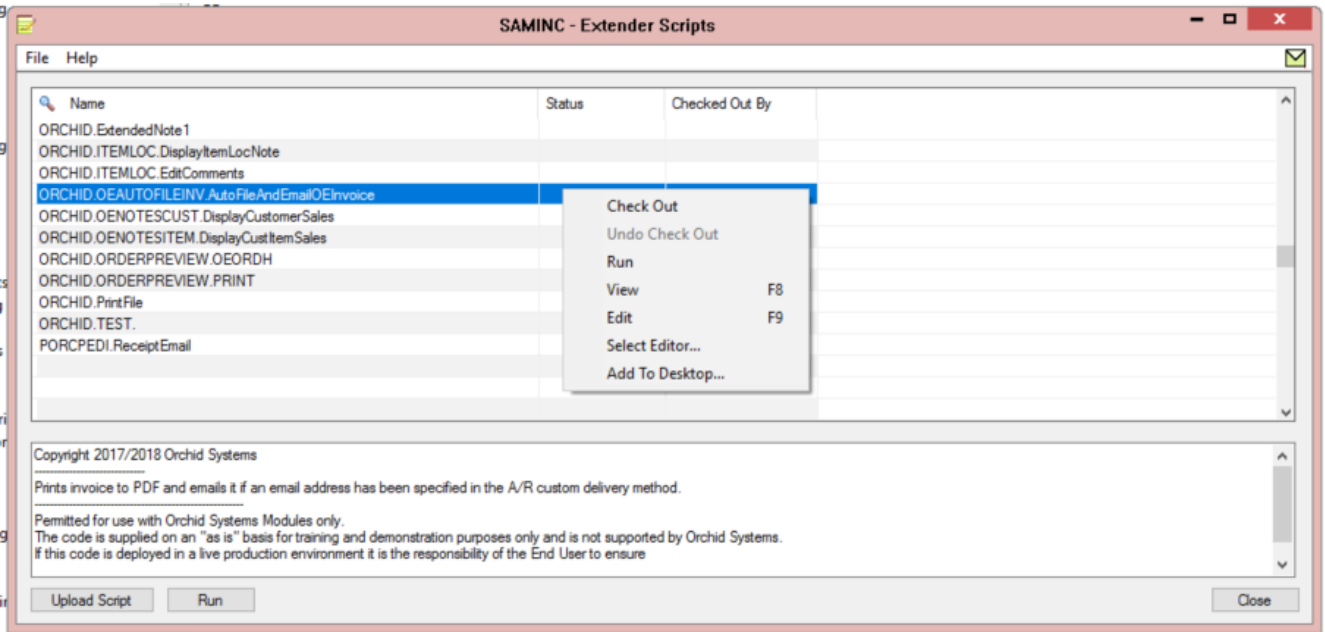 SAMINC - Extender Scripts
File Help
Name Status Checked Out By
ORCHID.ExtendedNote1
ORCHID.ITEMLOC.DisplayItemLocNote
ORCHID.ITEMLOC.EditComments
ORCHID.OEAUTOFILEINV.AutoFileAndEmailOEInvoice
ORCHID.OENOTESCUST.DisplayCustomerSales
ORCHID.OENOTESITEM.DisplayCustItemSales
ORCHID.ORDERPREVIEW.OEORDH
ORCHID.ORDERPREVIEW.PRINT
ORCHID.PrintFile
ORCHID.TEST.
PORCPEDI.ReceiptEmail
Check Out
Undo Check Out
Run
View F8
Edit F9
Select Editor...
Add To Desktop...
Copyright 2017/2018 Orchid Systems
Prints invoice to PDF and emails it if an email address has been specified in the A/R custom delivery method.
Permitted for use with Orchid Systems Modules only.
The code is supplied on an "as is" basis for training and demonstration purposes only and is not supported by Orchid Systems.
If this code is deployed in a live production environment it is the responsibility of the End User to ensure
Upload Script Run Close